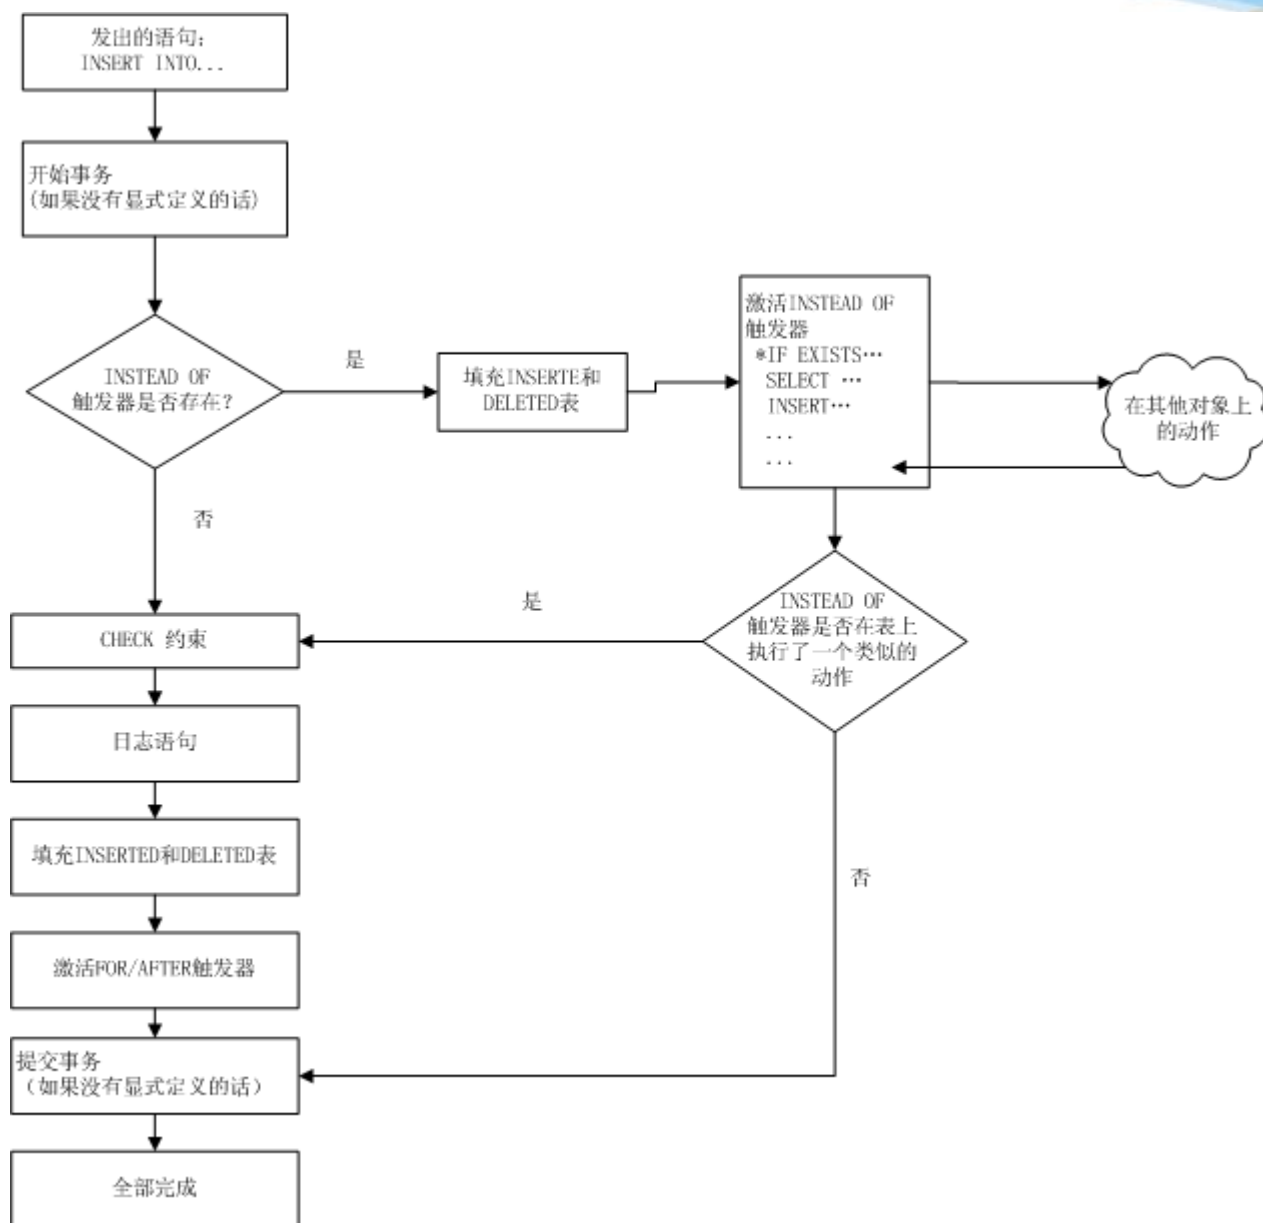 发出的语句:
INSERT INTO...
开始事务
(如果没有显式定义的话)
INSTEAD OF
触发器是否存在?
是
填充INSERTE和
DELETED表
激活INSTEAD OF
触发器
*IF EXISTS…
SELECT …
INSERT…
...
...
在其他对象上
的动作
否
INSTEAD OF
触发器是否在表上
执行了一个类似的
动作
是
CHECK 约束
日志语句
填充INSERTED和DELETED表
否
激活FOR/AFTER触发器
提交事务
(如果没有显式定义的话)
全部完成